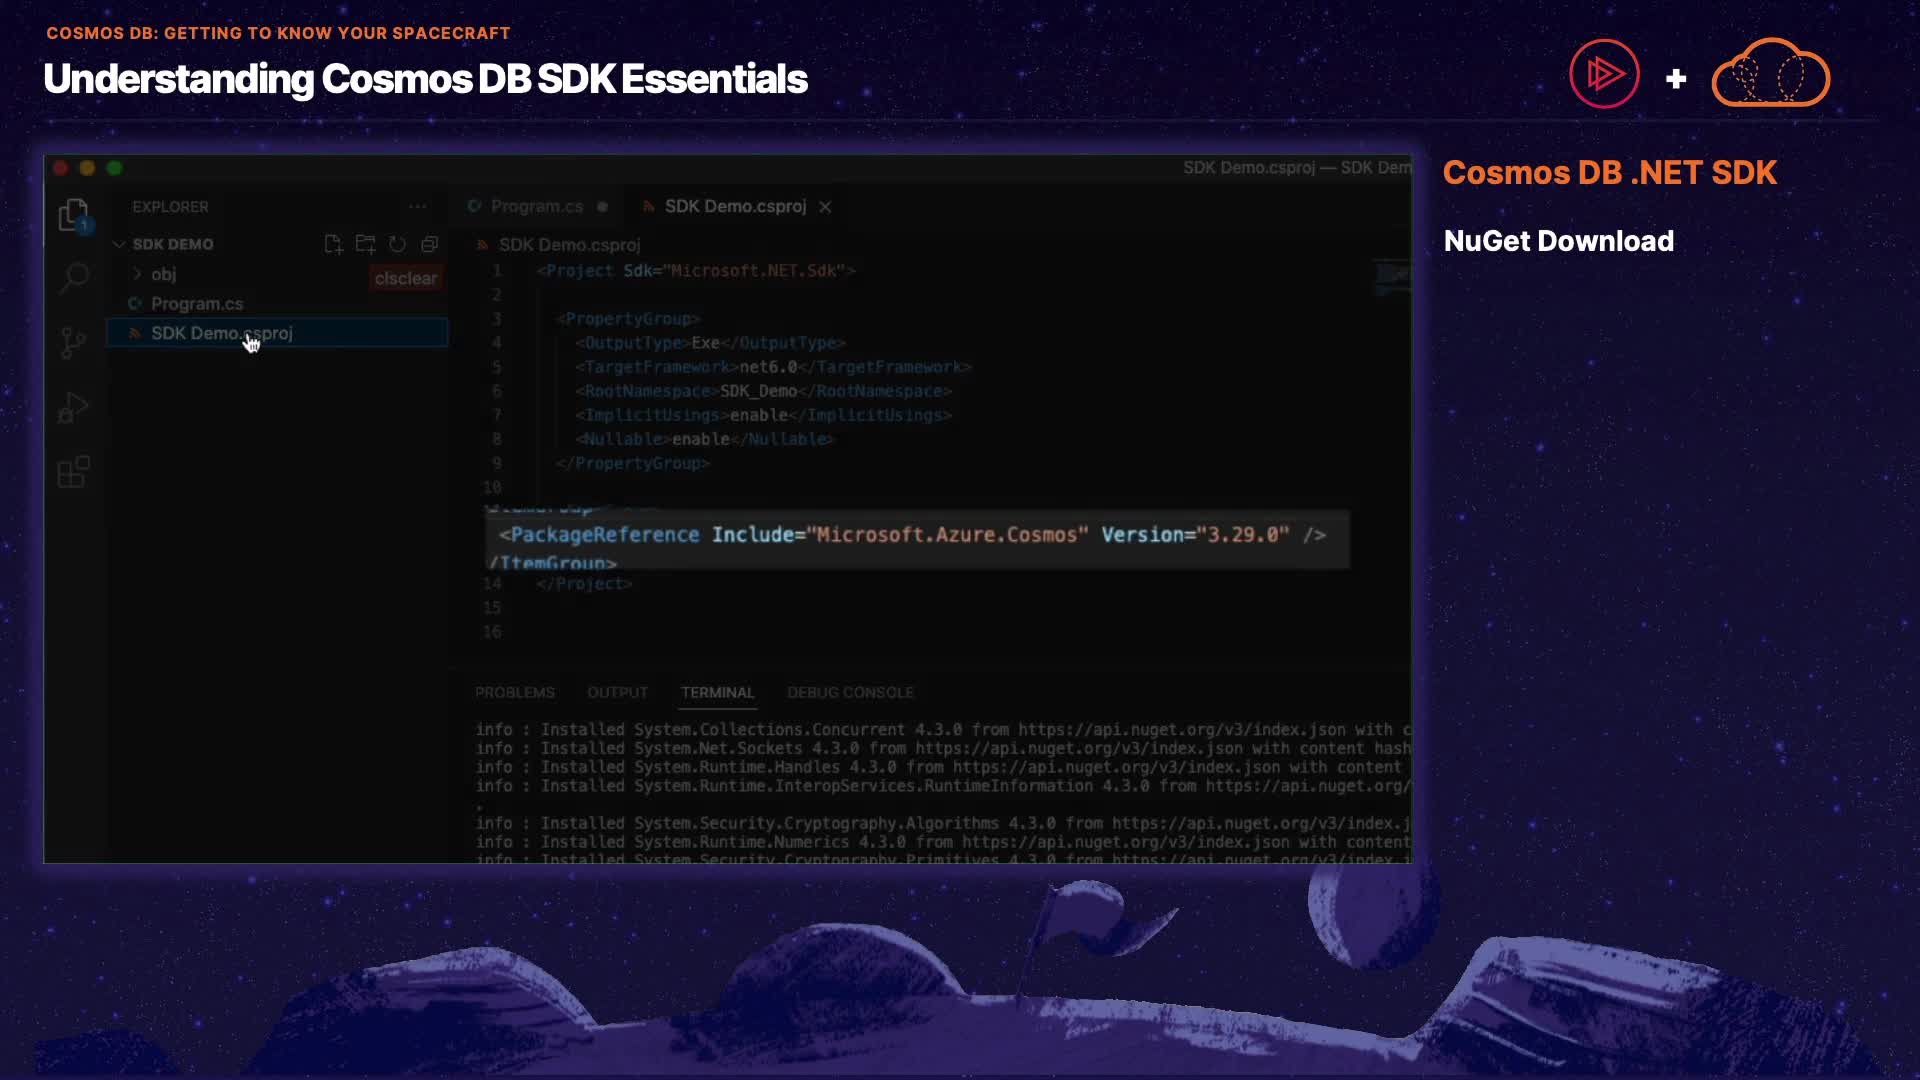 COSMOS DB: GETTING TO KNOW YOUR SPACECRAFT
Understanding Cosmos DB SDK Essentials
Cosmos DB .NET SDK
NuGet Download
SDK Demo.csproj — SDK Dem
EXPLORER
SDK DEMO
obj
clsclear
Program.cs
SDK Demo.csproj
1
Program.cs
SDK Demo.csproj
SDK Demo.csproj
1 <Project Sdk="Microsoft.NET.Sdk">
2
3 <PropertyGroup>
4 <OutputType>Exe</OutputType>
5 <TargetFramework>net6.0</TargetFramework>
6 <RootNamespace>SDK_Demo</RootNamespace>
7 <ImplicitUsings>enable</ImplicitUsings>
8 <Nullable>enable</Nullable>
9 </PropertyGroup>
10
<PackageReference Include="Microsoft.Azure.Cosmos" Version="3.29.0" />
/ItemGroup>
14 </Project>
15
16
PROBLEMS OUTPUT TERMINAL DEBUG CONSOLE
info : Installed System.Collections.Concurrent 4.3.0 from https://api.nuget.org/v3/index.json with c
info : Installed System.Net.Sockets 4.3.0 from https://api.nuget.org/v3/index.json with content hash
info : Installed System.Runtime.Handles 4.3.0 from https://api.nuget.org/v3/index.json with content
info : Installed System.Runtime.InteropServices.RuntimeInformation 4.3.0 from https://api.nuget.org/
.
info : Installed System.Security.Cryptography.Algorithms 4.3.0 from https://api.nuget.org/v3/index.j
info : Installed System.Runtime.Numerics 4.3.0 from https://api.nuget.org/v3/index.json with content
info : Installed System.Security.Cryptography.Primitives 4.3.0 from https://api.nuget.org/v3/index.j